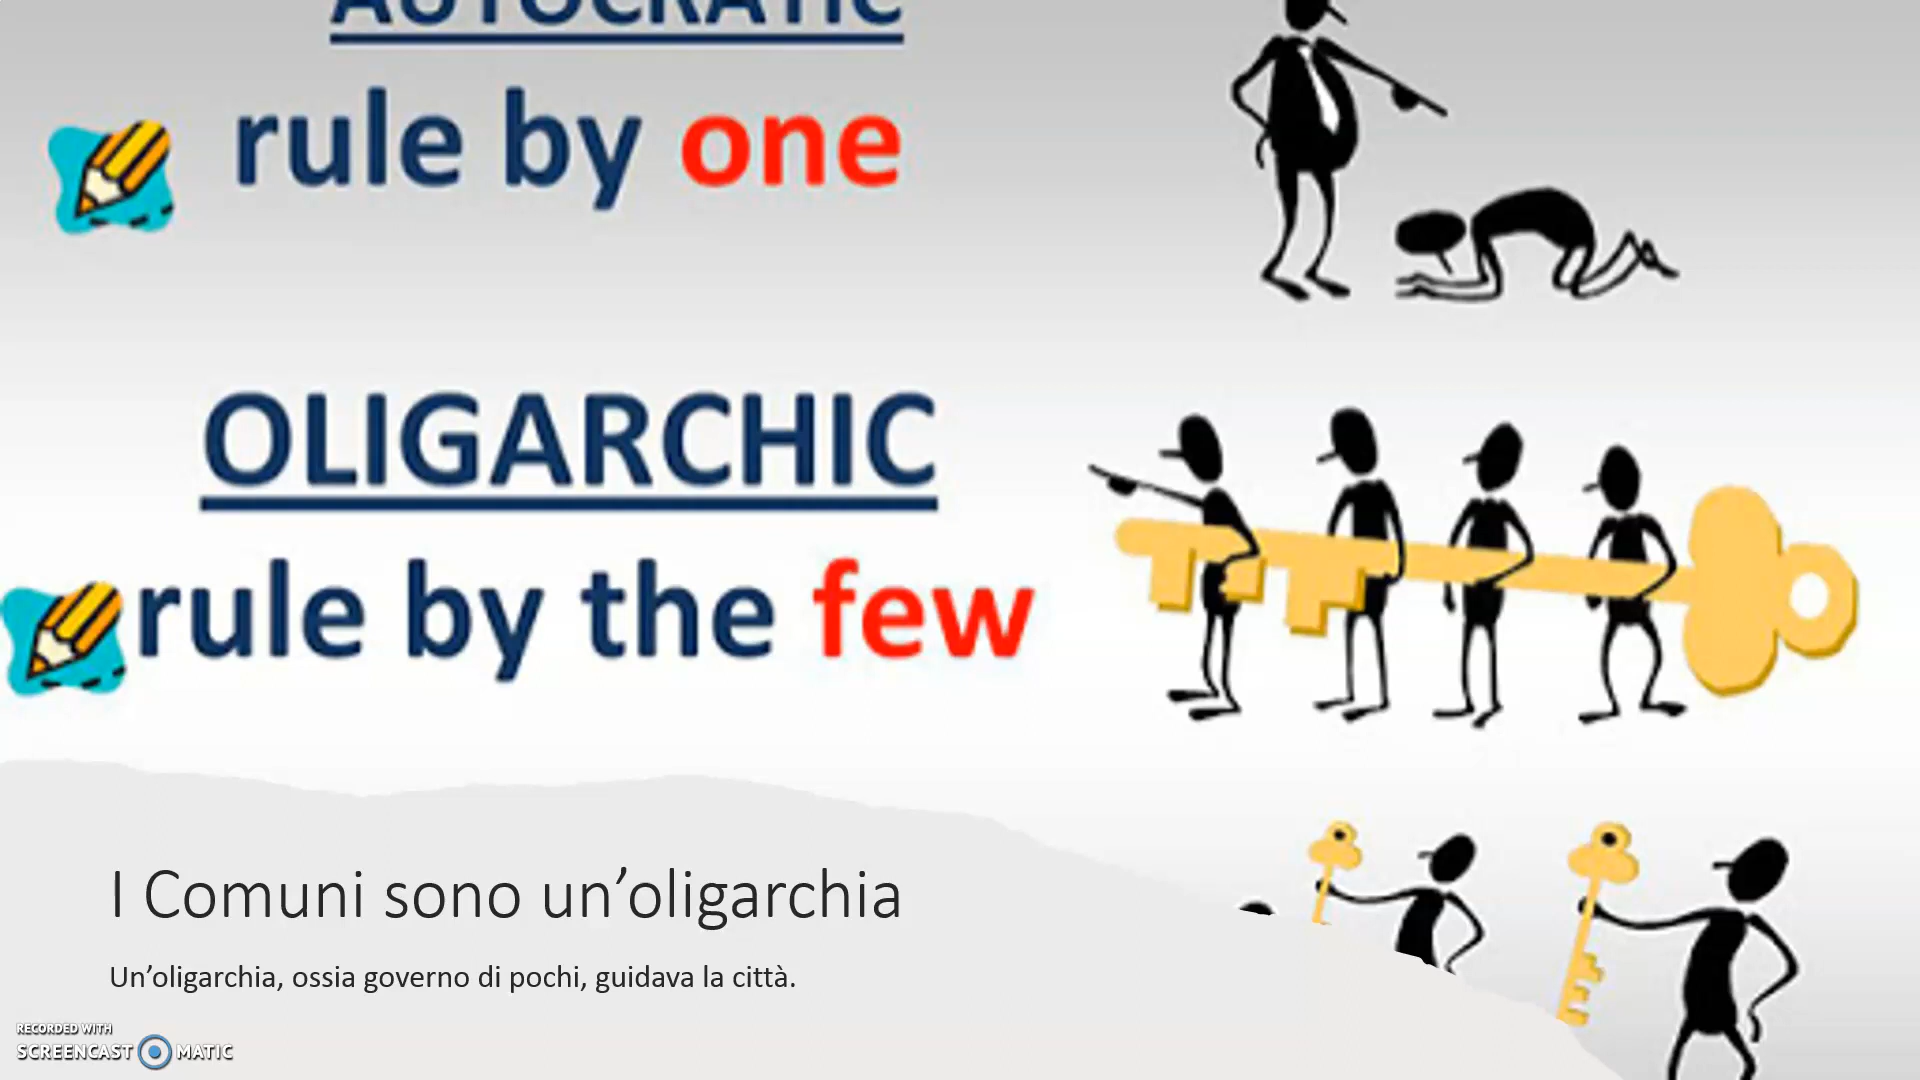 AUTOCRATIC
rule by one
OLIGARCHIC
rule by the few
I Comuni sono un’oligarchia
Un’oligarchia, ossia governo di pochi, guidava la città.
RECORDED WITH
SCREENCAST MATIC